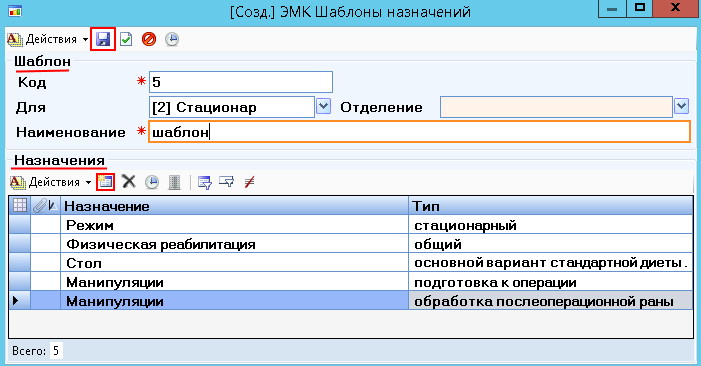 [Созд.] ЭМК Шаблоны назначений
Действия
Шаблон
Код * 5
Для [2] Стационар Отделение
Наименование * шаблон
Назначения
Действия
Назначение Тип
Режим стационарный
Физическая реабилитация общий
Стол основной вариант стандартной диеты .
Манипуляции подготовка к операции
Манипуляции обработка послеоперационной раны
Всего: 5